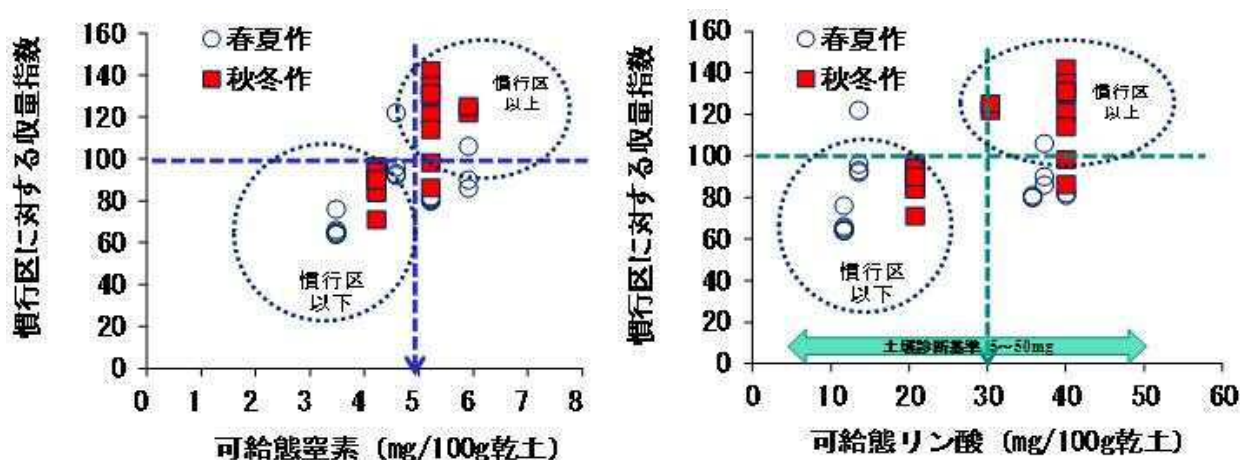 慣行区に対する収量指数
160
140
120
100
80
60
40
20
0
春夏作
秋冬作
慣行区
以上
慣行区
以下
0 1 2 3 4 5 6 7 8
可給態窒素 (mg/100g乾土)
慣行区に対する収量指数
160
140
120
100
80
60
40
20
0
春夏作
秋冬作
慣行区
以上
慣行区
以下
土壌診断基準 5～50mg
0 10 20 30 40 50 60
可給態リン酸 (mg/100g乾土)